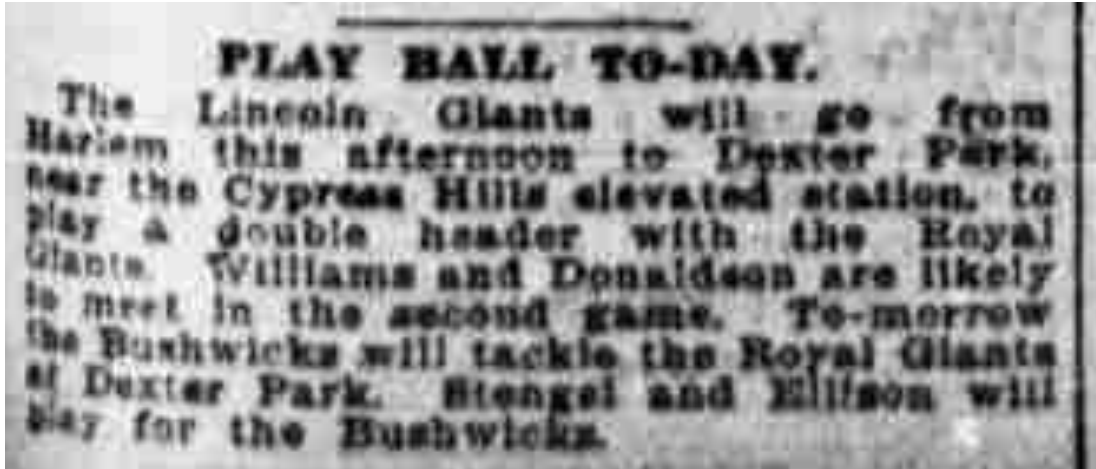 PLAY BALL TO-DAY.
The Lincoln Giants will go from
Harlem this afternoon to Dexter Park,
near the Cypress Hills elevated station, to
play a double header with the Royal
Giants. Williams and Donaldson are likely
to meet in the second game. To-morrow
the Bushwicks will tackle the Royal Giants
at Dexter Park. Stengel and Ellison will
play for the Bushwicks.